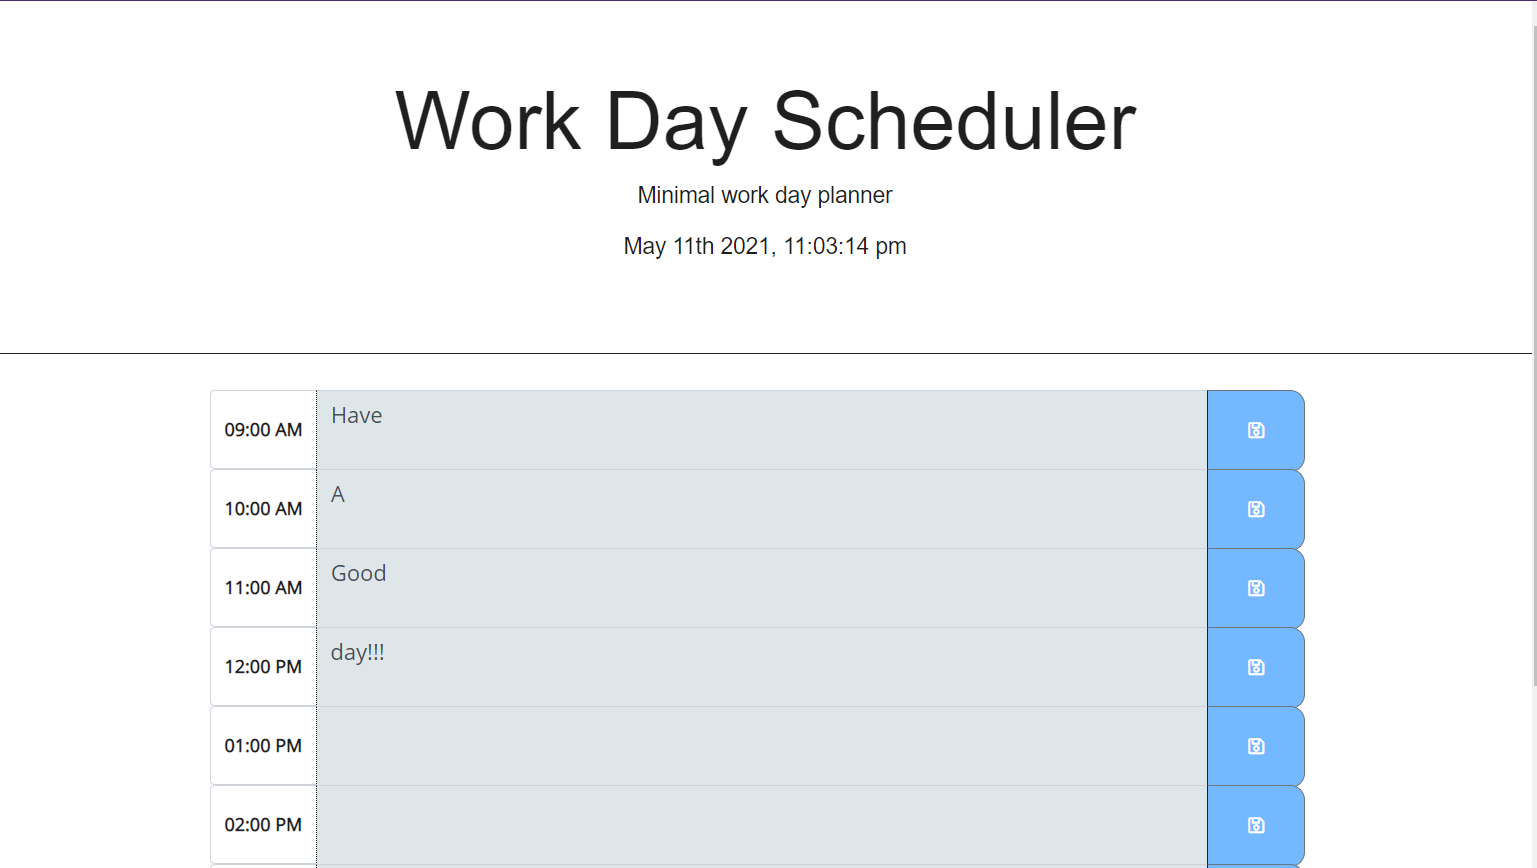 Work Day Scheduler
Minimal work day planner
May 11th 2021, 11:03:14 pm
09:00 AM Have
10:00 AM A
11:00 AM Good
12:00 PM day!!!
01:00 PM
02:00 PM